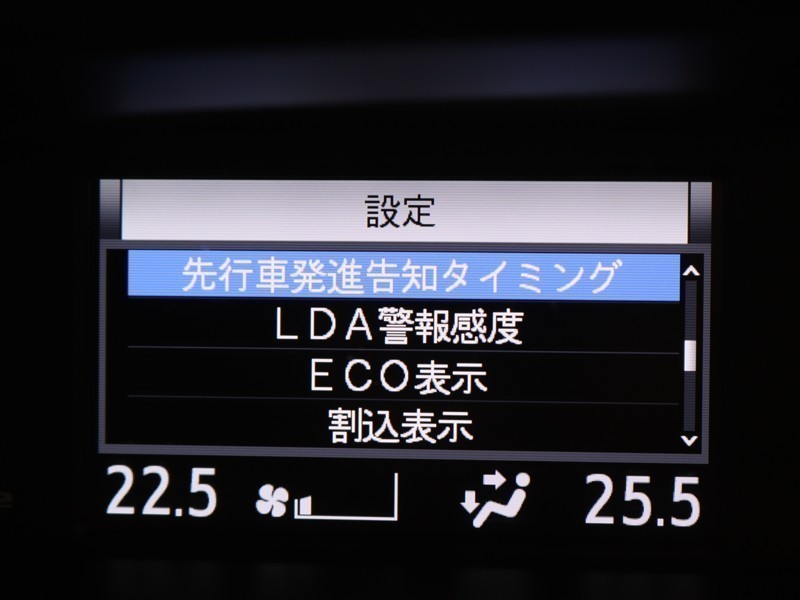 設定
先行車発進告知タイミング
ＬＤＡ警報感度
ＥＣＯ表示
割込表示
22.5 25.5